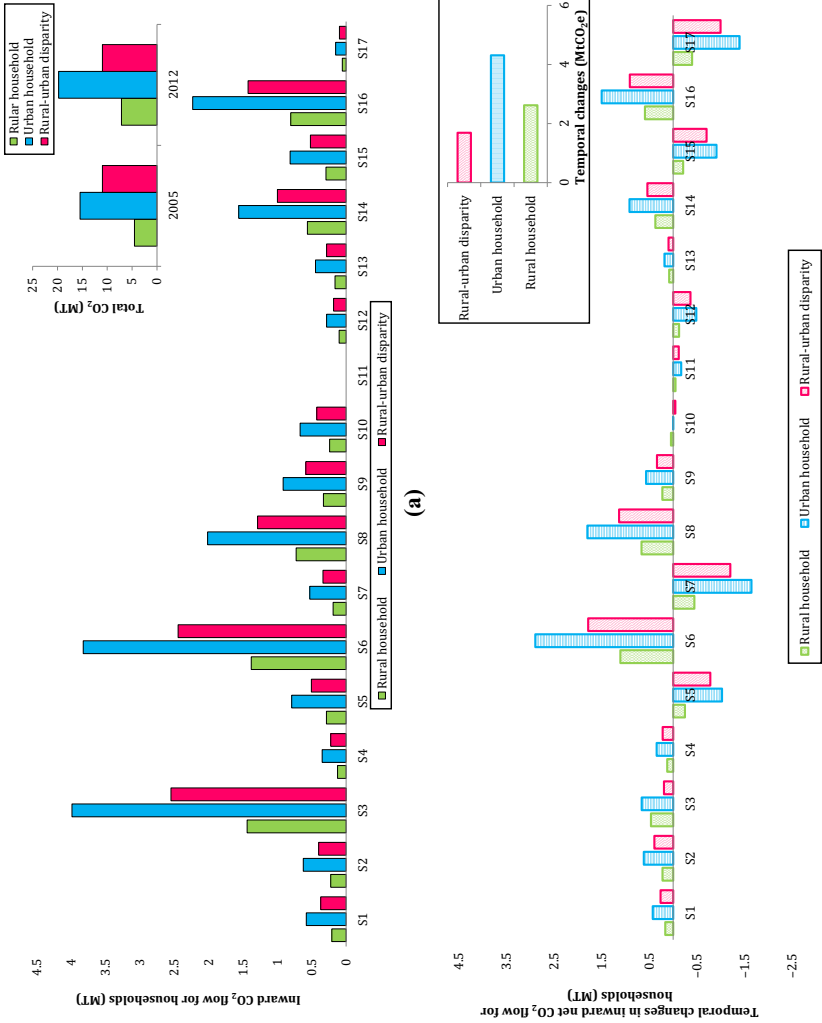 Inward CO₂ flow for households (MT)
4.5
4
3.5
3
2.5
2
1.5
1
0.5
0
S1 S2 S3 S4 S5 S6 S7 S8 S9 S10 S11 S12 S13 S14 S15 S16 S17
Rural household Urban household Rural-urban disparity
Total CO₂ (MT)
25
20
15
10
5
0
2005 2012
Rular household
Urban household
Rural-urban disparity
(a)
Temporal changes in inward net CO₂ flow for
households (MT)
4.5
3.5
2.5
1.5
0.5
−0.5
−1.5
−2.5
S1 S2 S3 S4 S5 S6 S7 S8 S9 S10 S11 S12 S13 S14 S15 S16 S17
Rural-urban disparity
Urban household
Rural household
0 2 4 6
Temporal changes (MtCO₂e)
Rural household Urban household Rural-urban disparity